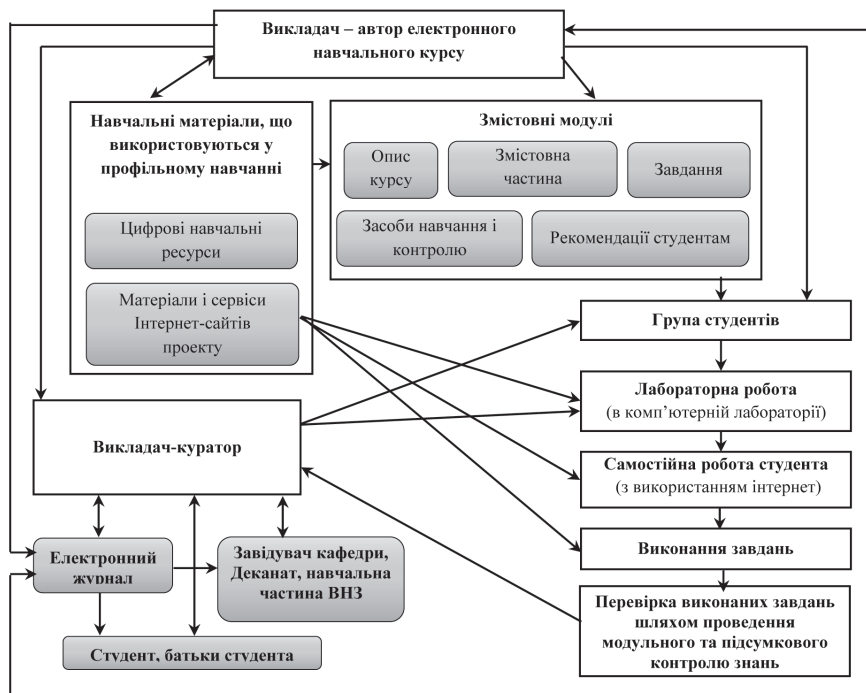 Викладач – автор електронного
навчального курсу
Навчальні матеріали, що
використовуються у
профільному навчанні
Цифрові навчальні
ресурси
Матеріали і сервіси
Інтернет-сайтів
проекту
Змістовні модулі
Опис
курсу
Змістовна
частина
Завдання
Засоби навчання і
контролю
Рекомендації студентам
Група студентів
Лабораторна робота
(в комп’ютерній лабораторії)
Самостійна робота студента
(з використанням інтернет)
Виконання завдань
Перевірка виконаних завдань
шляхом проведення
модульного та підсумкового
контролю знань
Викладач-куратор
Електронний
журнал
Завідувач кафедри,
Деканат, навчальна
частина ВНЗ
Студент, батьки студента